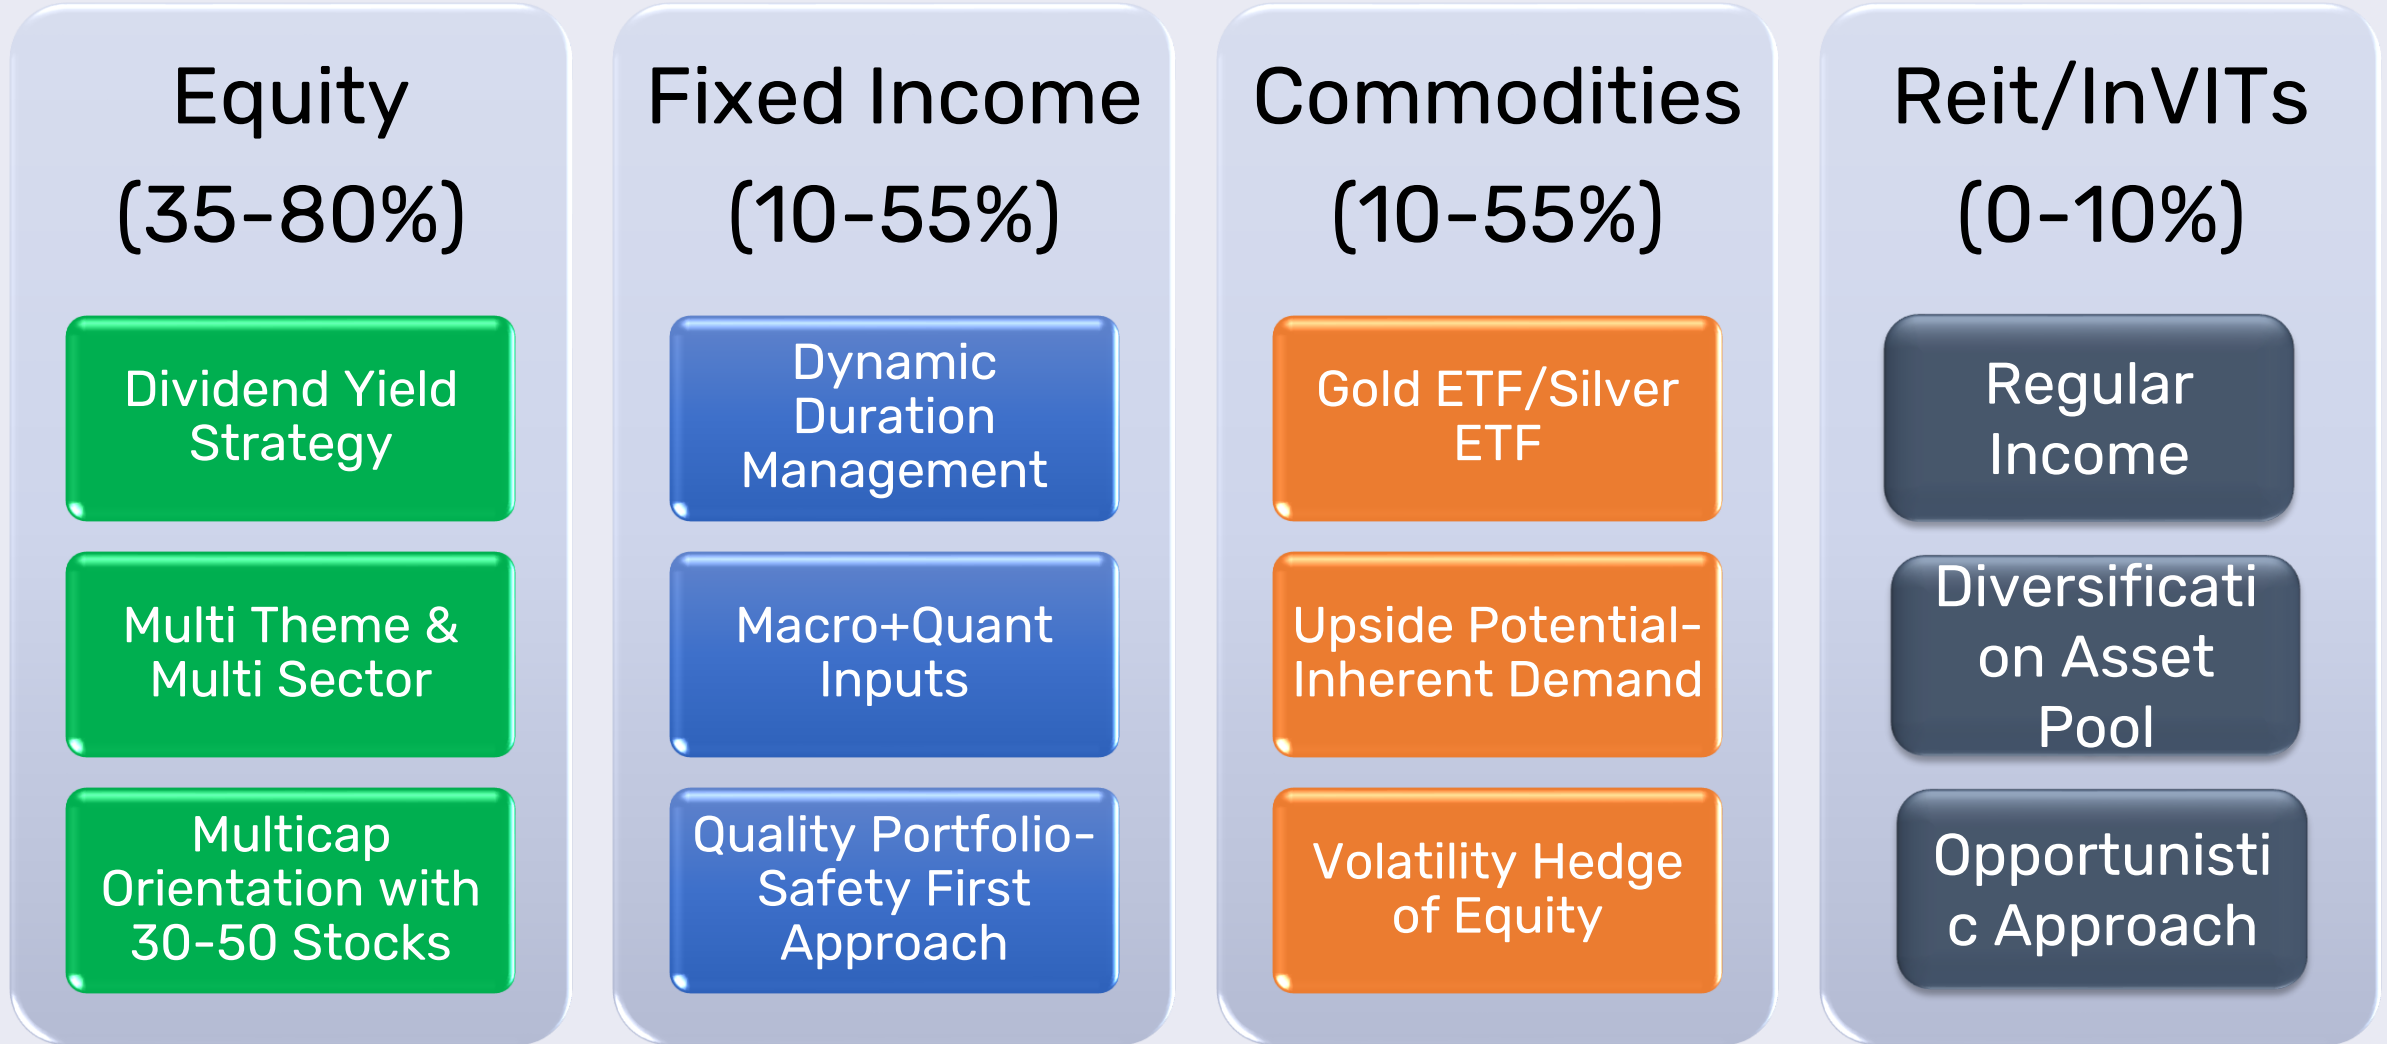 Equity
(35-80%)
Dividend Yield
Strategy
Multi Theme &
Multi Sector
Multicap
Orientation with
30-50 Stocks
Fixed Income
(10-55%)
Dynamic
Duration
Management
Macro+Quant
Inputs
Quality Portfolio-
Safety First
Approach
Commodities
(10-55%)
Gold ETF/Silver
ETF
Upside Potential-
Inherent Demand
Volatility Hedge
of Equity
Reit/InVITs
(0-10%)
Regular
Income
Diversificati
on Asset
Pool
Opportunisti
c Approach